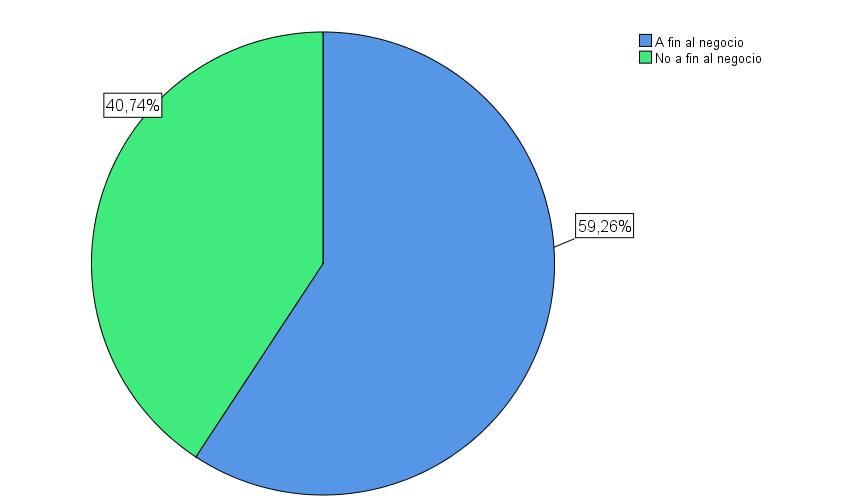 A fin al negocio
No a fin al negocio
40,74%
59,26%